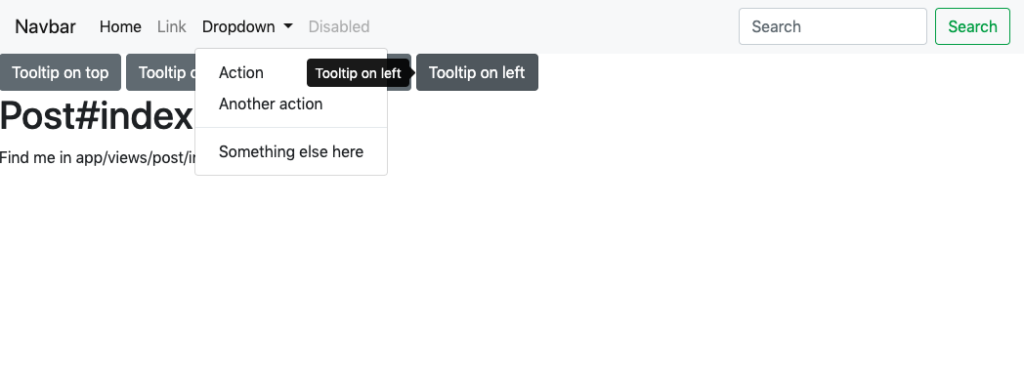 Navbar Home Link Dropdown Disabled Search Search
Tooltip on top Tooltip o Tooltip on left Tooltip on left
Action
Another action
Something else here
Post#index
Find me in app/views/post/in